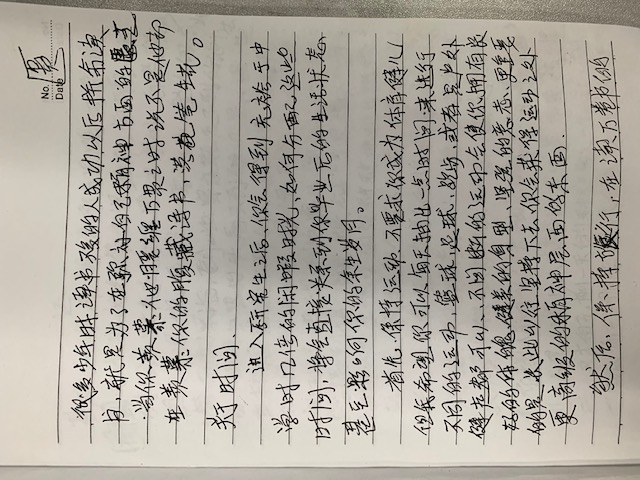 No.
Date
很多少年时读书不多的人成功以后拼命读
书,就是为了在弥补自己精神方面的匮乏
当你羡慕他腰缠万贯之时说不定他却
在羡慕你的腹藏诗书,满笔生花。
关于时间.
进入研究生之后,你会得到充裕于中
学时几倍的闲暇时光,如何分配这些
时间,将会直接关系到你毕业后的生活状态,
甚至影响你的余生岁月。
首先,保持运动.不要求你成为体育健儿
但我希望你可以每天抽出一点时间来进行
不同的运动,篮球,足球,跑步,或者是户外
健走都可以,不间断的运动会使你拥有良
好的体魄,健美的身型、坚强的意志,更重要
的是长此以往坚持下去,你会获得运动之外
更高级的精神层面的东西.
然后,保持旅行,在读万卷书的